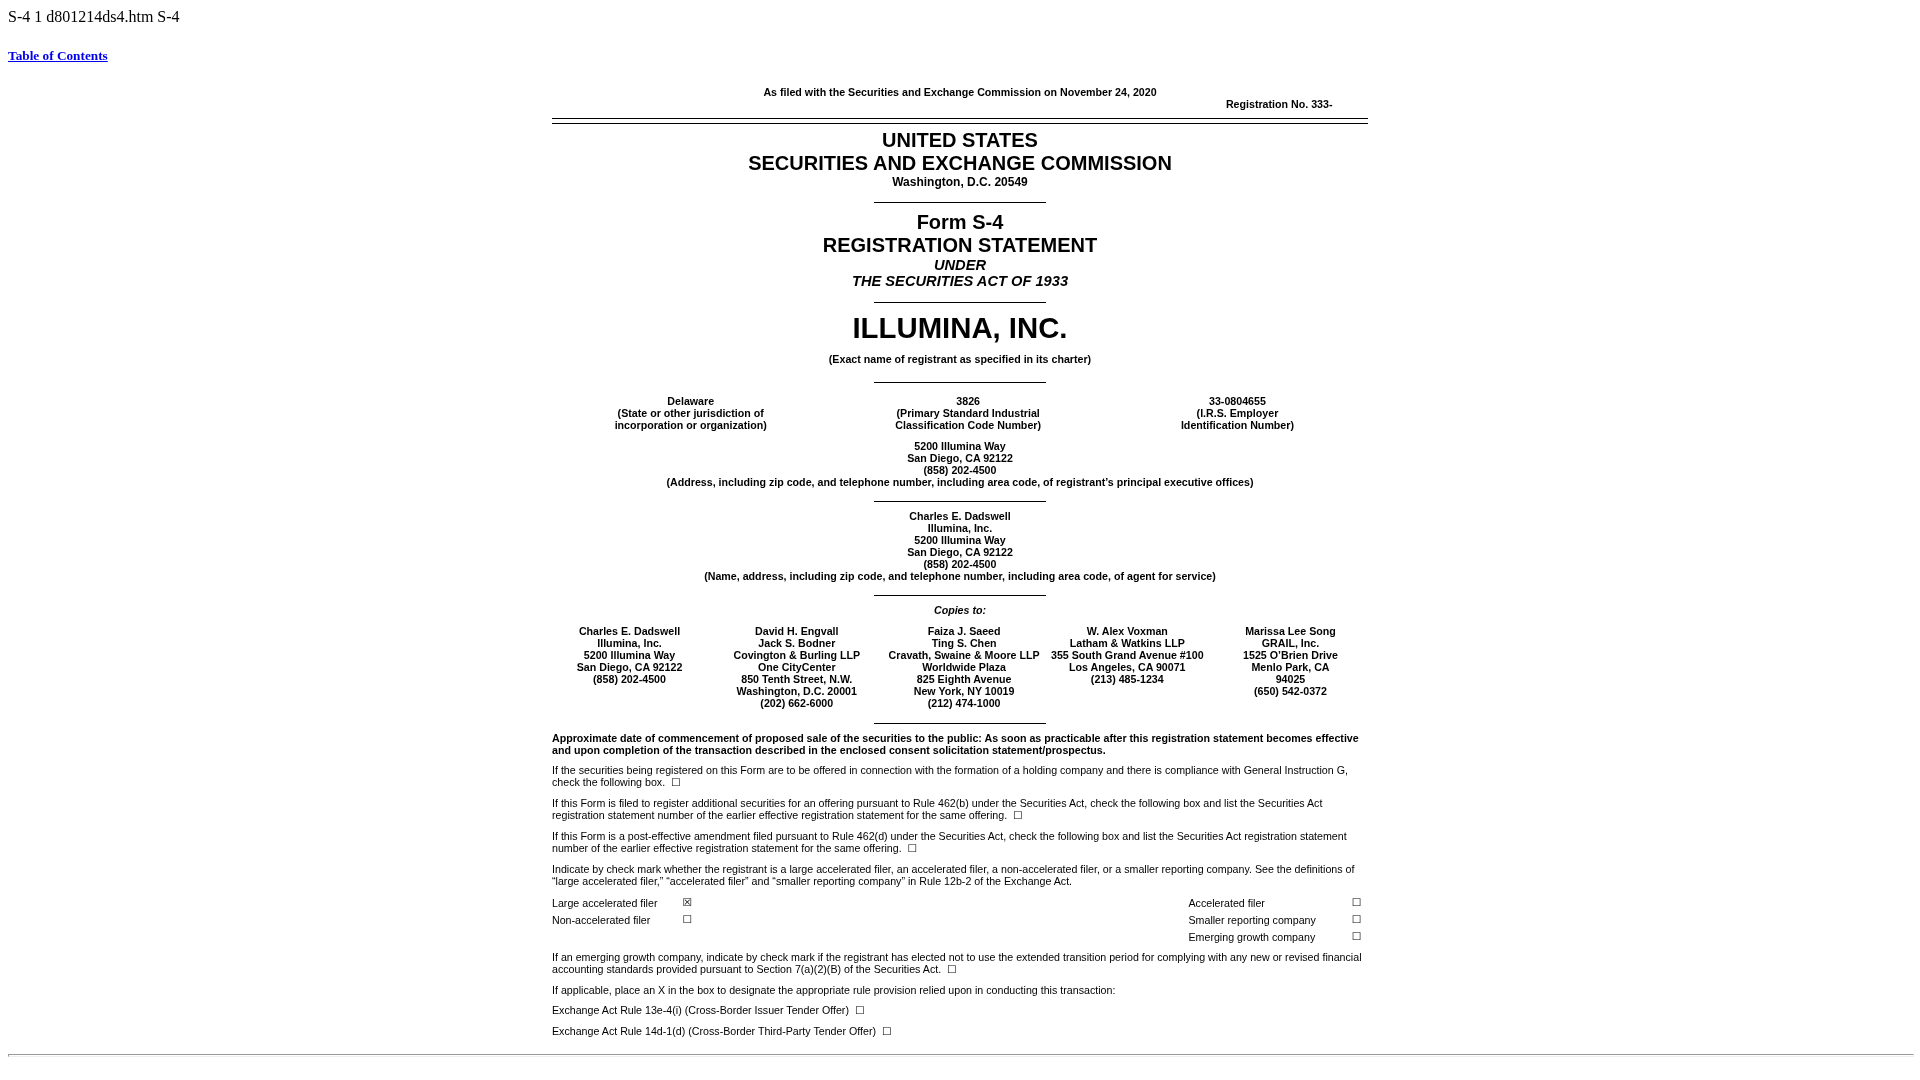 S-4 1 d801214ds4.htm S-4
Table of Contents
As filed with the Securities and Exchange Commission on November 24, 2020
Registration No. 333-
UNITED STATES
SECURITIES AND EXCHANGE COMMISSION
Washington, D.C. 20549
Form S-4
REGISTRATION STATEMENT
UNDER
THE SECURITIES ACT OF 1933
ILLUMINA, INC.
(Exact name of registrant as specified in its charter)
Delaware
(State or other jurisdiction of
incorporation or organization)
3826
(Primary Standard Industrial
Classification Code Number)
33-0804655
(I.R.S. Employer
Identification Number)
5200 Illumina Way
San Diego, CA 92122
(858) 202-4500
(Address, including zip code, and telephone number, including area code, of registrant’s principal executive offices)
Charles E. Dadswell
Illumina, Inc.
5200 Illumina Way
San Diego, CA 92122
(858) 202-4500
(Name, address, including zip code, and telephone number, including area code, of agent for service)
Copies to:
Charles E. Dadswell
Illumina, Inc.
5200 Illumina Way
San Diego, CA 92122
(858) 202-4500
David H. Engvall
Jack S. Bodner
Covington & Burling LLP
One CityCenter
850 Tenth Street, N.W.
Washington, D.C. 20001
(202) 662-6000
Faiza J. Saeed
Ting S. Chen
Cravath, Swaine & Moore LLP
Worldwide Plaza
825 Eighth Avenue
New York, NY 10019
(212) 474-1000
W. Alex Voxman
Latham & Watkins LLP
355 South Grand Avenue #100
Los Angeles, CA 90071
(213) 485-1234
Marissa Lee Song
GRAIL, Inc.
1525 O’Brien Drive
Menlo Park, CA
94025
(650) 542-0372
Approximate date of commencement of proposed sale of the securities to the public: As soon as practicable after this registration statement becomes effective
and upon completion of the transaction described in the enclosed consent solicitation statement/prospectus.
If the securities being registered on this Form are to be offered in connection with the formation of a holding company and there is compliance with General Instruction G,
check the following box. ☐
If this Form is filed to register additional securities for an offering pursuant to Rule 462(b) under the Securities Act, check the following box and list the Securities Act
registration statement number of the earlier effective registration statement for the same offering. ☐
If this Form is a post-effective amendment filed pursuant to Rule 462(d) under the Securities Act, check the following box and list the Securities Act registration statement
number of the earlier effective registration statement for the same offering. ☐
Indicate by check mark whether the registrant is a large accelerated filer, an accelerated filer, a non-accelerated filer, or a smaller reporting company. See the definitions of
“large accelerated filer,” “accelerated filer” and “smaller reporting company” in Rule 12b-2 of the Exchange Act.
Large accelerated filer ☒ Accelerated filer ☐
Non-accelerated filer ☐ Smaller reporting company ☐
Emerging growth company ☐
If an emerging growth company, indicate by check mark if the registrant has elected not to use the extended transition period for complying with any new or revised financial
accounting standards provided pursuant to Section 7(a)(2)(B) of the Securities Act. ☐
If applicable, place an X in the box to designate the appropriate rule provision relied upon in conducting this transaction:
Exchange Act Rule 13e-4(i) (Cross-Border Issuer Tender Offer) ☐
Exchange Act Rule 14d-1(d) (Cross-Border Third-Party Tender Offer) ☐